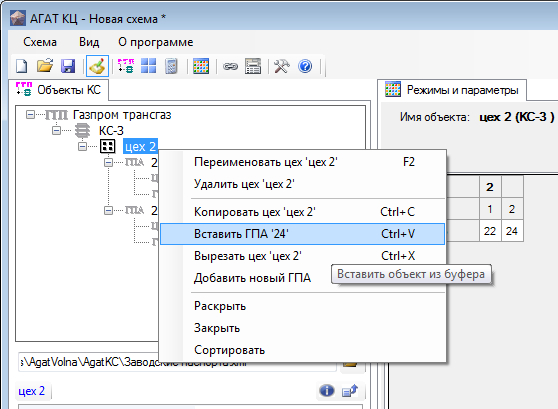 АГАТ КЦ - Новая схема *
Схема Вид О программе
Объекты КС
Режимы и параметры
Газпром трансгаз
КС-3
цех 2
2
2
Имя объекта: цех 2 (КС-3 )
Переименовать цех 'цех 2' F2
Удалить цех 'цех 2'
Копировать цех 'цех 2' Ctrl+C
Вставить ГПА '24' Ctrl+V
Вырезать цех 'цех 2' Ctrl+X
Добавить новый ГПА
Вставить объект из буфера
Раскрыть
Закрыть
Сортировать
2
1 2
22 24
s\AgatVolna\AgatKC\Заводские паспорта.xml
цех 2